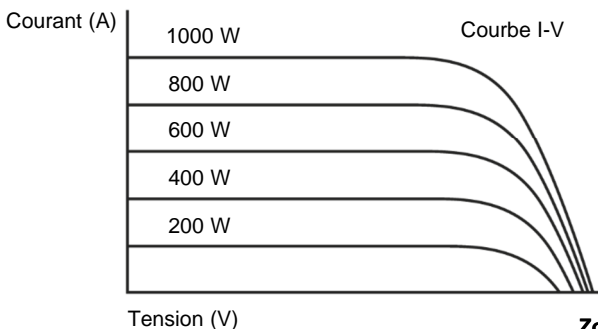 Courant (A)
Courbe I-V
1000 W
800 W
600 W
400 W
200 W
Tension (V)